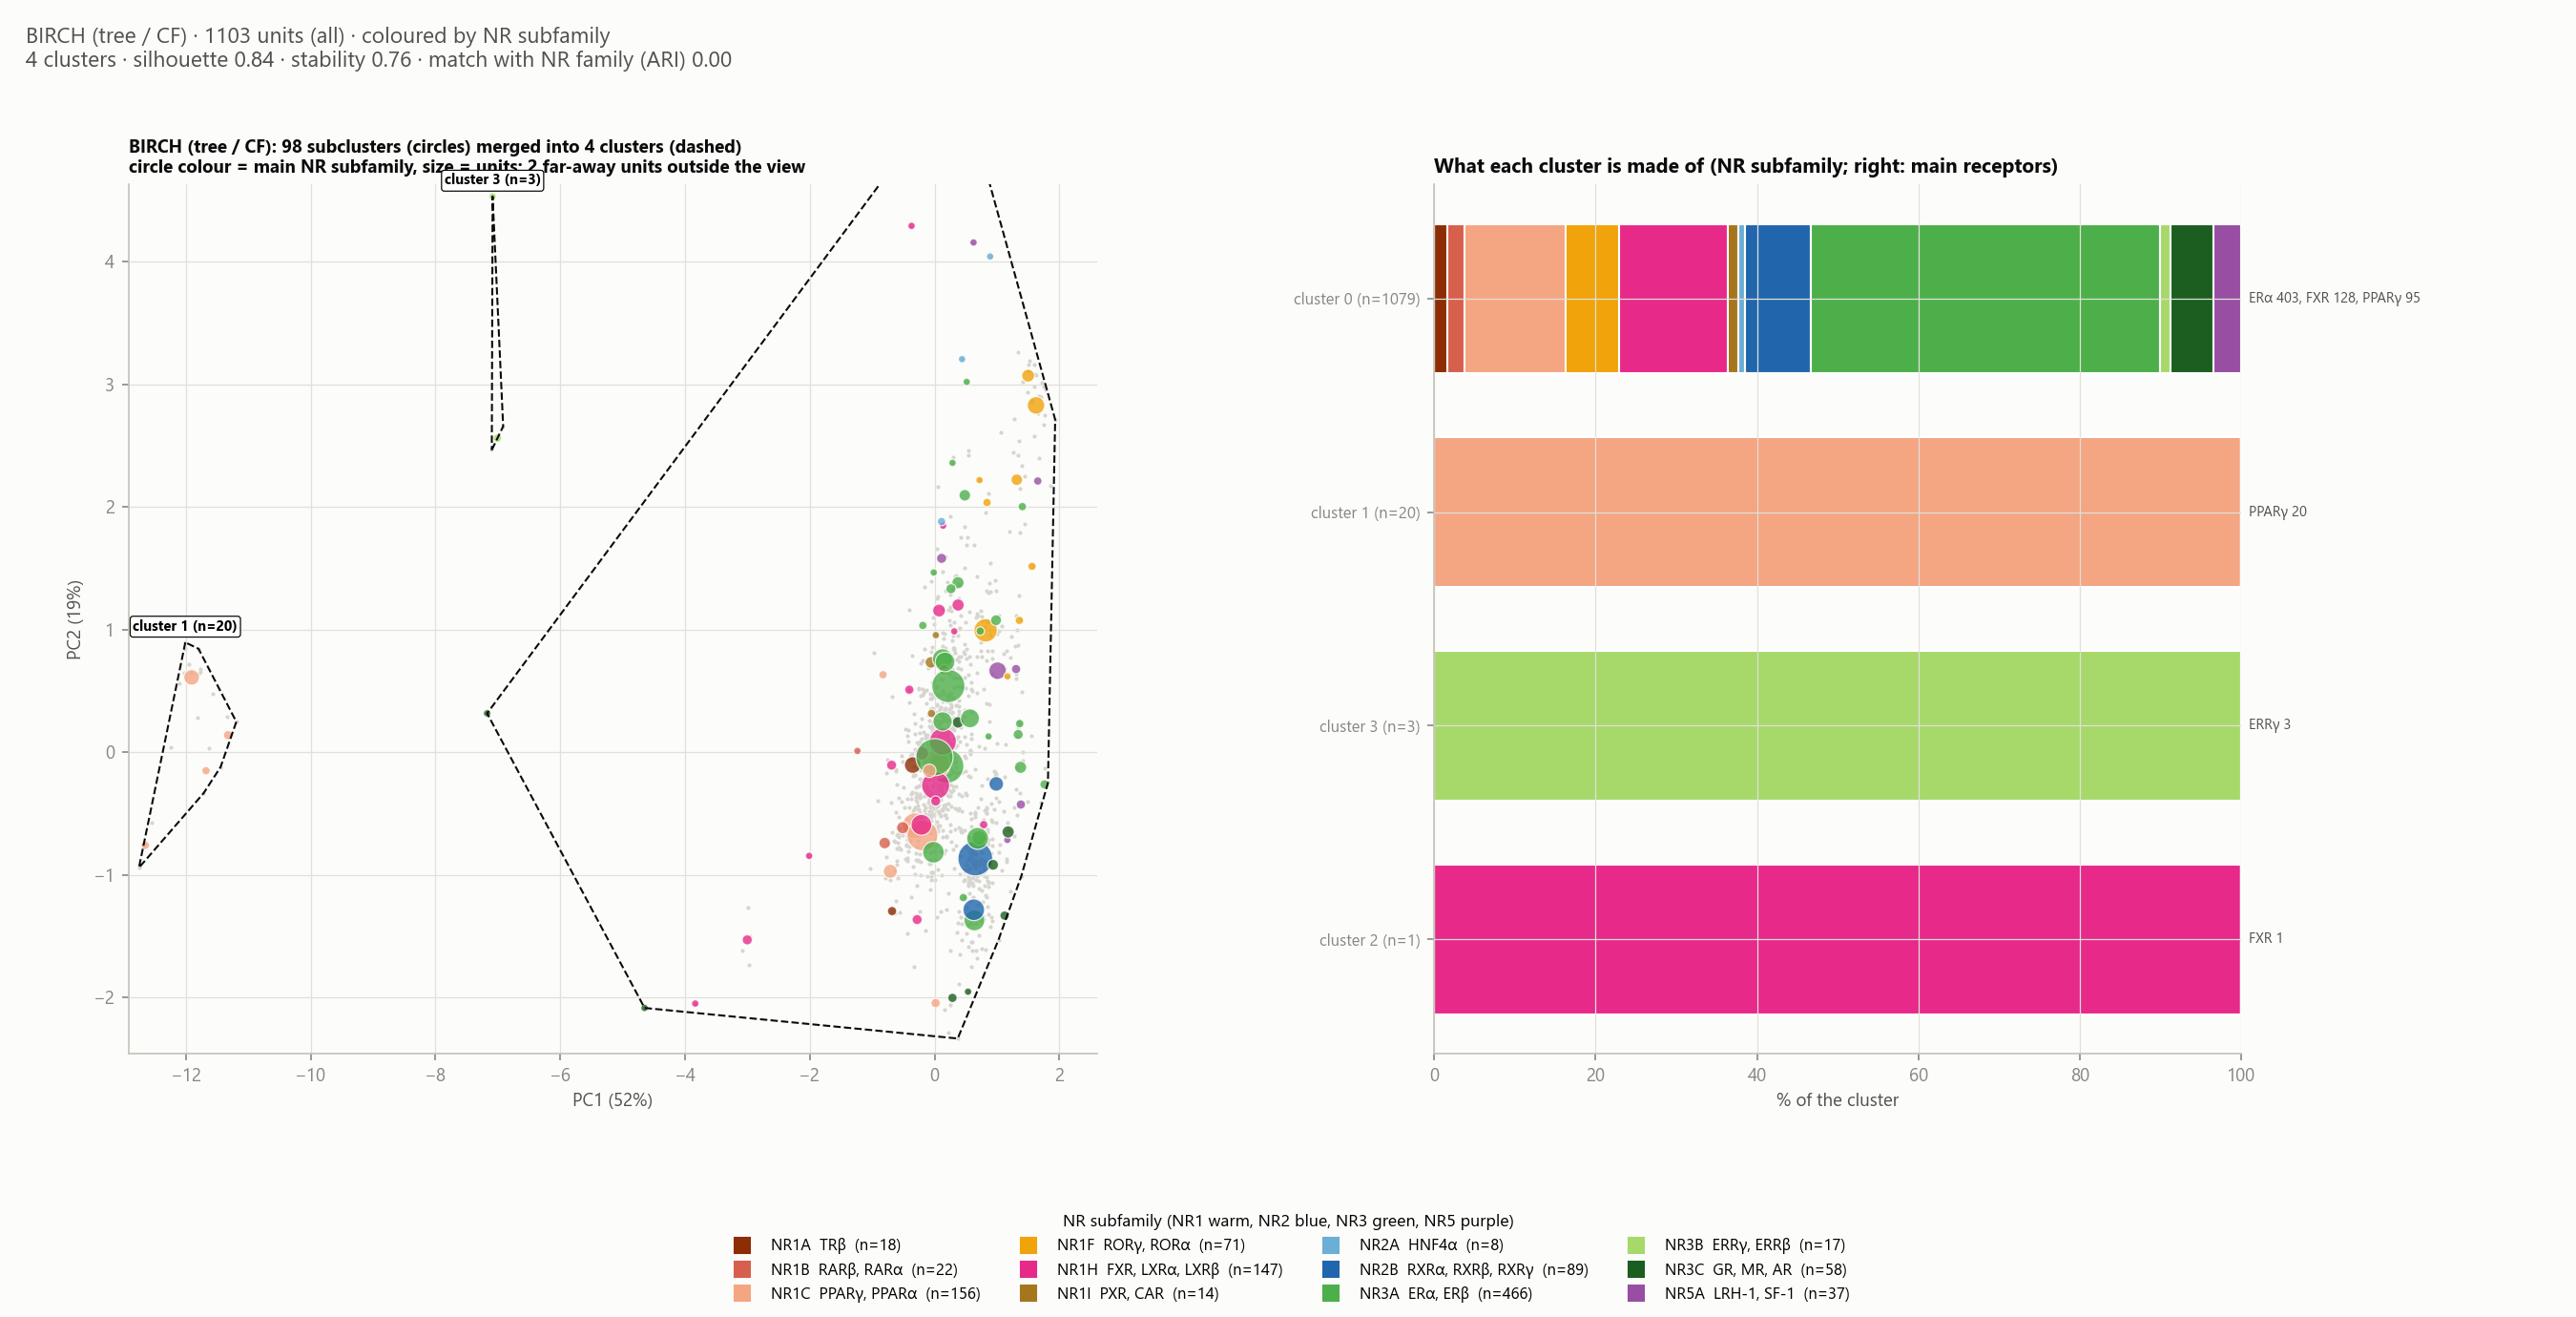 BIRCH (tree / CF) · 1103 units (all) · coloured by NR subfamily
4 clusters · silhouette 0.84 · stability 0.76 · match with NR family (ARI) 0.00
BIRCH (tree / CF): 98 subclusters (circles) merged into 4 clusters (dashed)
circle colour = main NR subfamily, size = units; 2 far-away units outside the view
cluster 3 (n=3)
cluster 1 (n=20)
4
3
2
1
0
−1
−2
PC2 (19%)
−12 −10 −8 −6 −4 −2 0 2
PC1 (52%)
What each cluster is made of (NR subfamily; right: main receptors)
cluster 0 (n=1079) ERα 403, FXR 128, PPARγ 95
cluster 1 (n=20) PPARγ 20
cluster 3 (n=3) ERRγ 3
cluster 2 (n=1) FXR 1
0 20 40 60 80 100
% of the cluster
NR subfamily (NR1 warm, NR2 blue, NR3 green, NR5 purple)
NR1A TRβ (n=18)
NR1B RARβ, RARα (n=22)
NR1C PPARγ, PPARα (n=156)
NR1F RORγ, RORα (n=71)
NR1H FXR, LXRα, LXRβ (n=147)
NR1I PXR, CAR (n=14)
NR2A HNF4α (n=8)
NR2B RXRα, RXRβ, RXRγ (n=89)
NR3A ERα, ERβ (n=466)
NR3B ERRγ, ERRβ (n=17)
NR3C GR, MR, AR (n=58)
NR5A LRH-1, SF-1 (n=37)